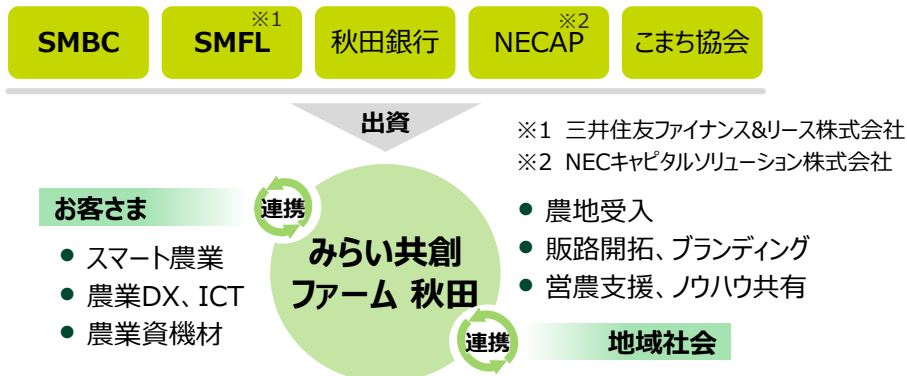 SMBC
SMFL ※1
秋田銀行
NECAP ※2
こまち協会
出資
※1 三井住友ファイナンス&リース株式会社
※2 NECキャピタルソリューション株式会社
お客さま
連携
● スマート農業
● 農業DX、ICT
● 農業資機材
みらい共創
ファーム 秋田
● 農地受入
● 販路開拓、ブランディング
● 営農支援、ノウハウ共有
連携
地域社会